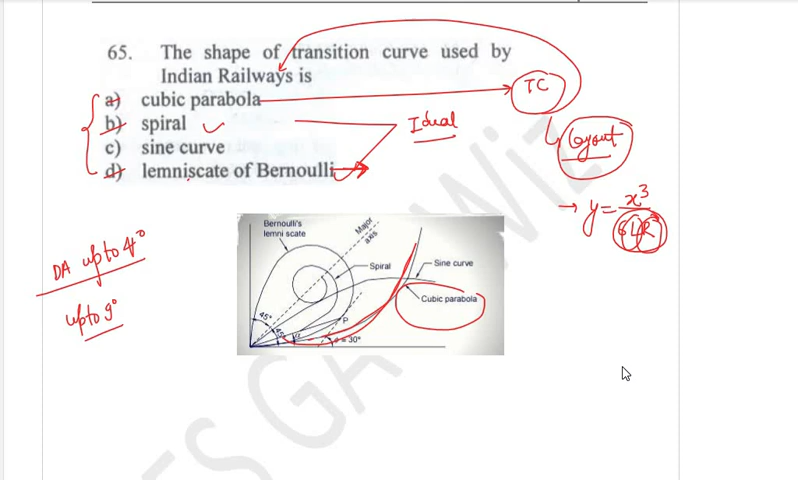 65. The shape of transition curve used by
Indian Railways is
a) cubic parabola
b) spiral
c) sine curve
d) lemniscate of Bernoulli
TC
Ideal
Layout
y = x³
6LR
DA upto 4°
upto 9°
Bernoulli's
lemni scate
Major
axis
Spiral
Sine curve
Cubic parabola
45°
45°
= 30°